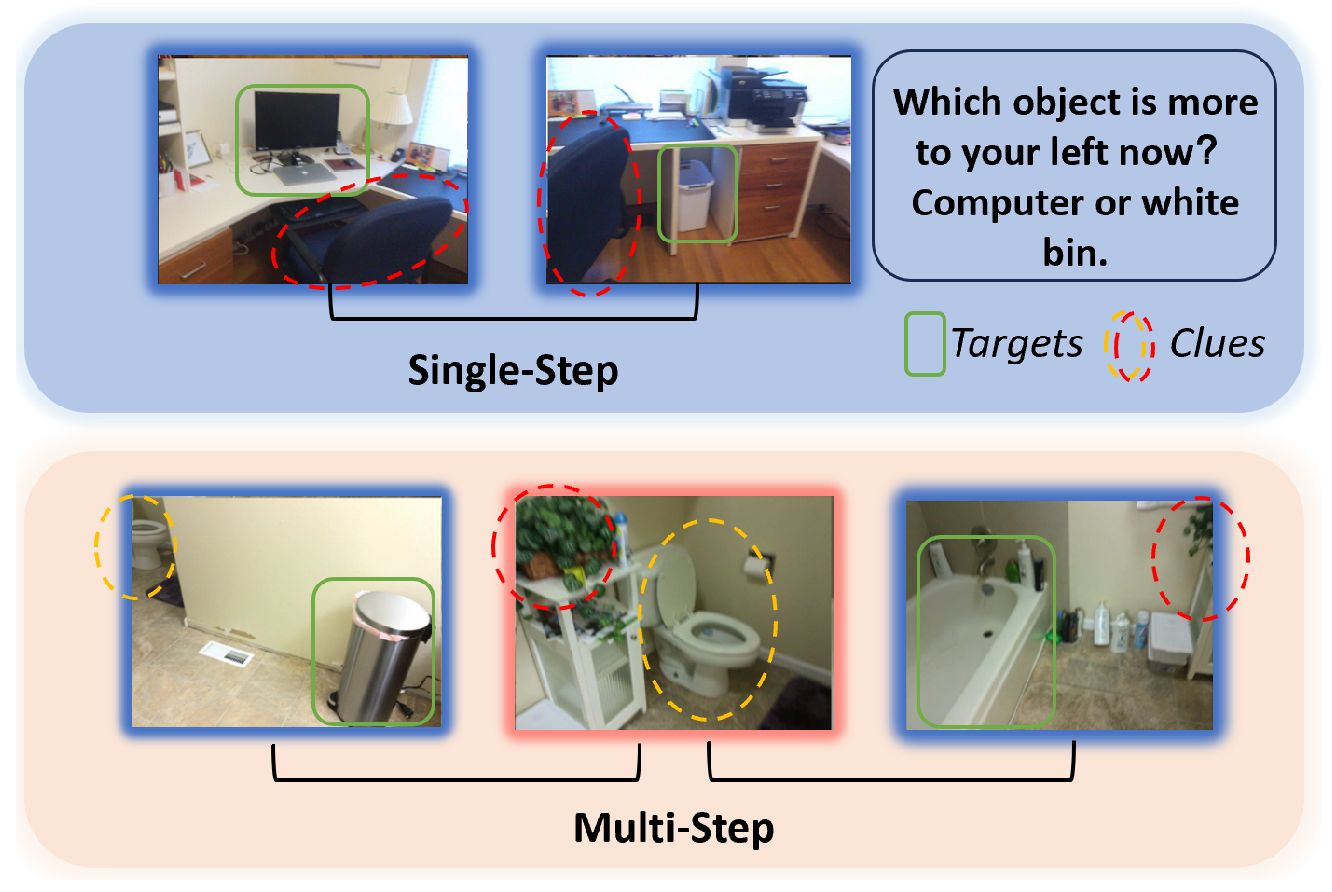 Which object is more
to your left now?
Computer or white
bin.
Targets
Clues
Single-Step
Multi-Step